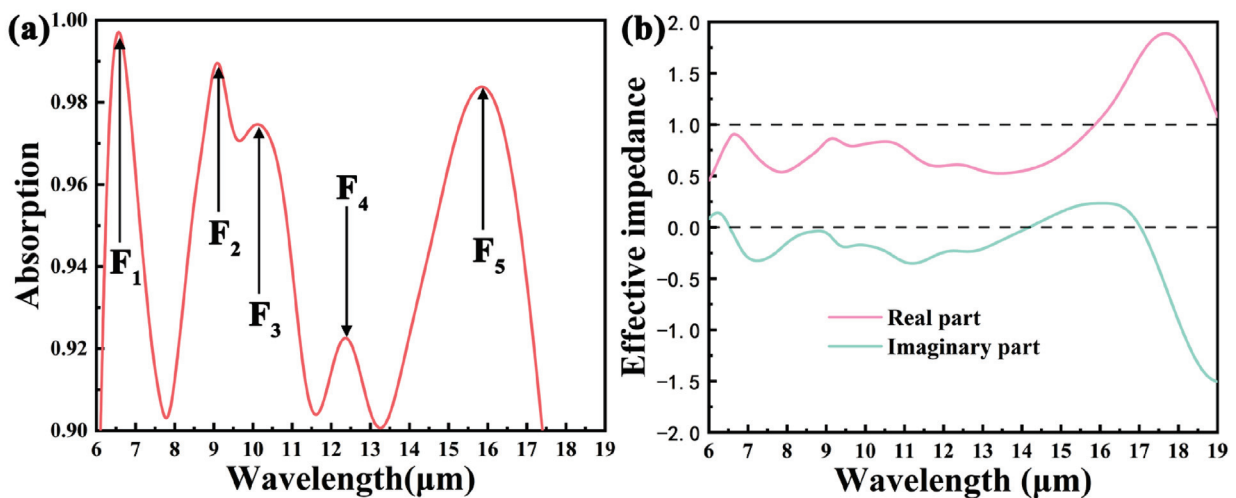 (a)
Absorption
1.00
0.98
0.96
0.94
0.92
0.90
F1
F2
F3
F4
F5
6 7 8 9 10 11 12 13 14 15 16 17 18 19
Wavelength(μm)
(b)
Effective impedance
2.0
1.5
1.0
0.5
0.0
−0.5
−1.0
−1.5
−2.0
Real part
Imaginary part
6 7 8 9 10 11 12 13 14 15 16 17 18 19
Wavelength (μm)